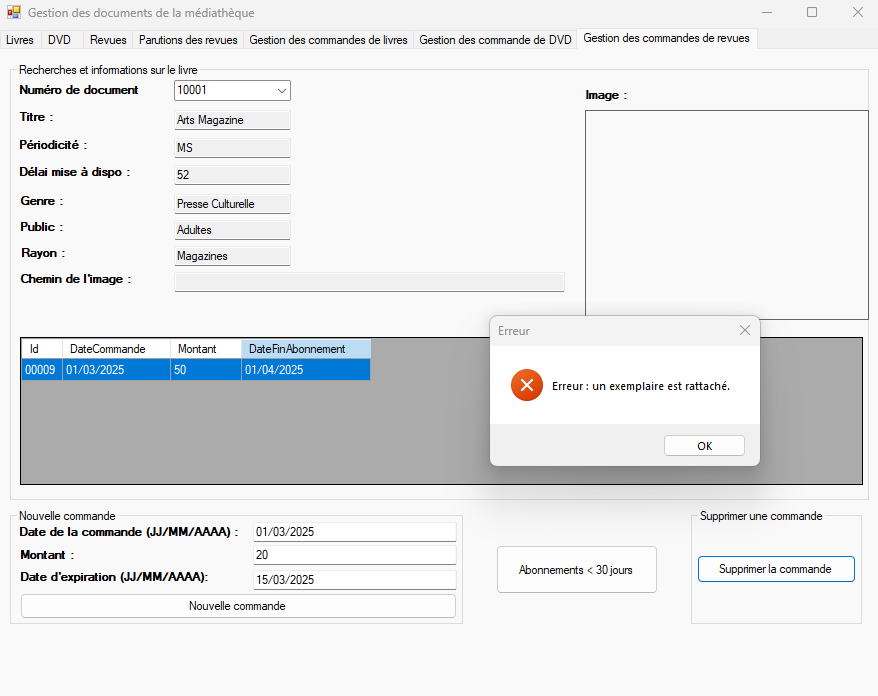 Gestion des documents de la médiathèque
Livres DVD Revues Parutions des revues Gestion des commandes de livres Gestion des commande de DVD Gestion des commandes de revues
Recherches et informations sur le livre
Numéro de document 10001
Image :
Titre : Arts Magazine
Périodicité : MS
Délai mise à dispo : 52
Genre : Presse Culturelle
Public : Adultes
Rayon : Magazines
Chemin de l'image :
Id DateCommande Montant DateFinAbonnement
00009 01/03/2025 50 01/04/2025
Erreur
Erreur : un exemplaire est rattaché.
OK
Nouvelle commande
Date de la commande (JJ/MM/AAAA) : 01/03/2025
Montant : 20
Date d'expiration (JJ/MM/AAAA): 15/03/2025
Nouvelle commande
Abonnements < 30 jours
Supprimer une commande
Supprimer la commande